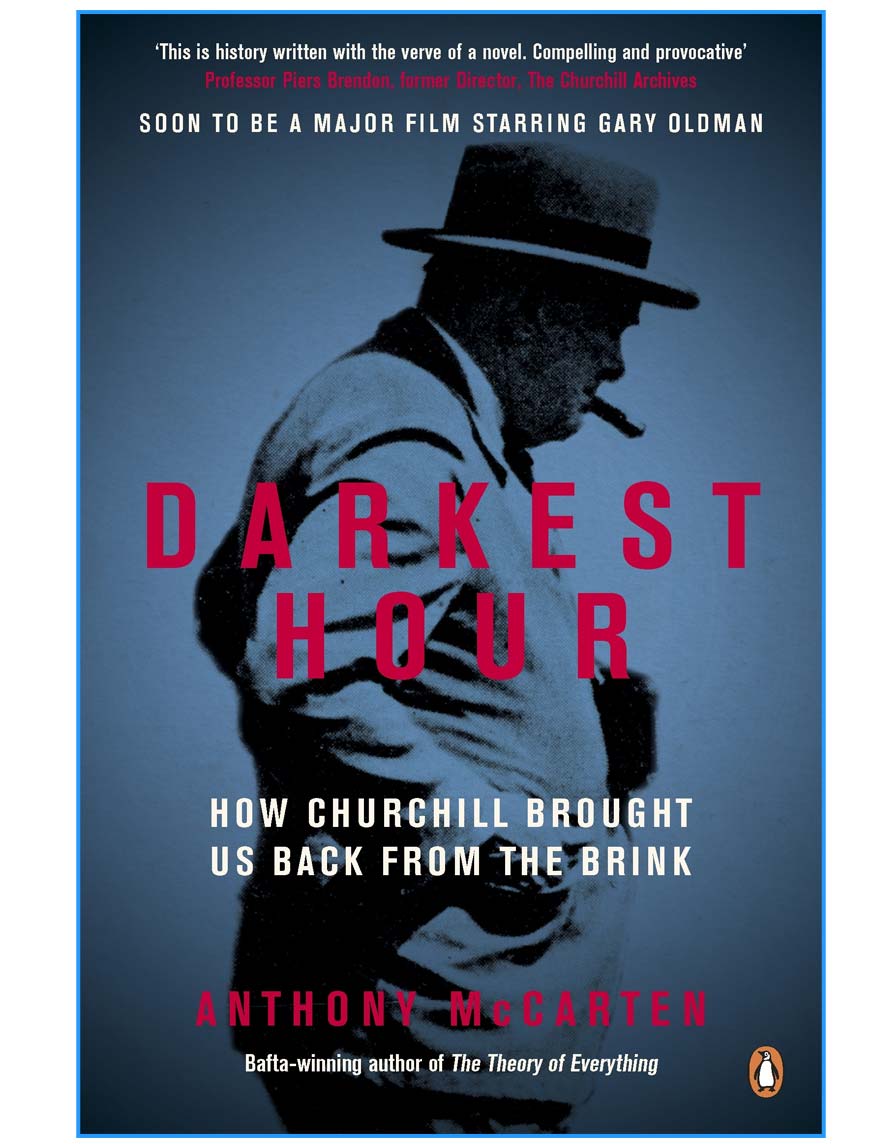 ‘This is history written with the verve of a novel. Compelling and provocative’
Professor Piers Brendon, former Director, The Churchill Archives
SOON TO BE A MAJOR FILM STARRING GARY OLDMAN
DARKEST
HOUR
HOW CHURCHILL BROUGHT
US BACK FROM THE BRINK
ANTHONY McCARTEN
Bafta-winning author of The Theory of Everything